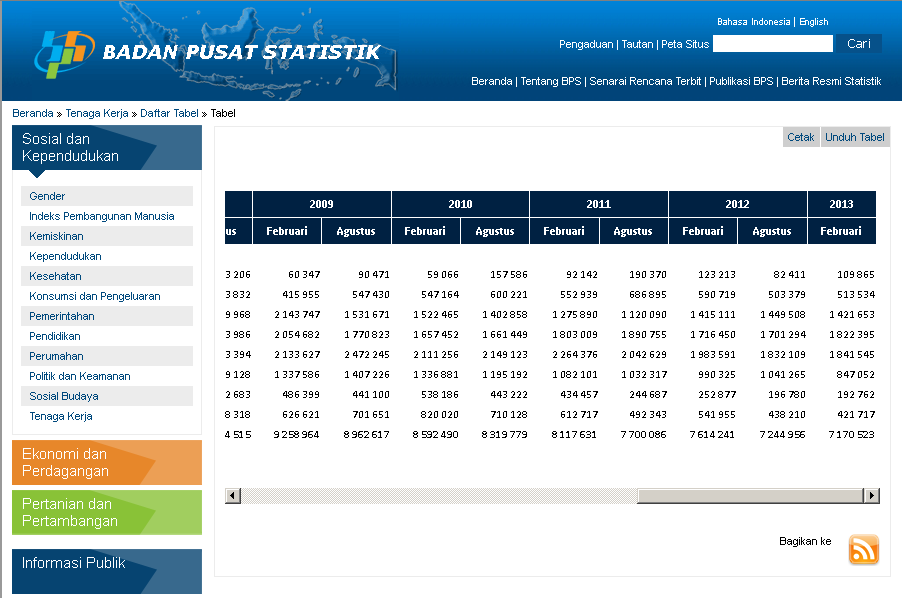 Bahasa Indonesia | English
Pengaduan | Tautan | Peta Situs Cari
BADAN PUSAT STATISTIK
Beranda | Tentang BPS | Senarai Rencana Terbit | Publikasi BPS | Berita Resmi Statistik
Beranda » Tenaga Kerja » Daftar Tabel » Tabel
Sosial dan
Kependudukan
Gender
Indeks Pembangunan Manusia
Kemiskinan
Kependudukan
Kesehatan
Konsumsi dan Pengeluaran
Pemerintahan
Pendidikan
Perumahan
Politik dan Keamanan
Sosial Budaya
Tenaga Kerja
Ekonomi dan
Perdagangan
Pertanian dan
Pertambangan
Informasi Publik
Cetak Unduh Tabel
2009 2010 2011 2012 2013
us Februari Agustus Februari Agustus Februari Agustus Februari Agustus Februari
3 206 60 347 90 471 59 066 157 586 92 142 190 370 123 213 82 411 109 865
3 832 415 955 547 430 547 164 600 221 552 939 686 895 590 719 503 379 513 534
9 968 2 143 747 1 531 671 1 522 465 1 402 858 1 275 890 1 120 090 1 415 111 1 449 508 1 421 653
3 986 2 054 682 1 770 823 1 657 452 1 661 449 1 803 009 1 890 755 1 716 450 1 701 294 1 822 395
3 394 2 133 627 2 472 245 2 111 256 2 149 123 2 264 376 2 042 629 1 983 591 1 832 109 1 841 545
9 128 1 337 586 1 407 226 1 336 881 1 195 192 1 082 101 1 032 317 990 325 1 041 265 847 052
2 683 486 399 441 100 538 186 443 222 434 457 244 687 252 877 196 780 192 762
8 318 626 621 701 651 820 020 710 128 612 717 492 343 541 955 438 210 421 717
4 515 9 258 964 8 962 617 8 592 490 8 319 779 8 117 631 7 700 086 7 614 241 7 244 956 7 170 523
Bagikan ke